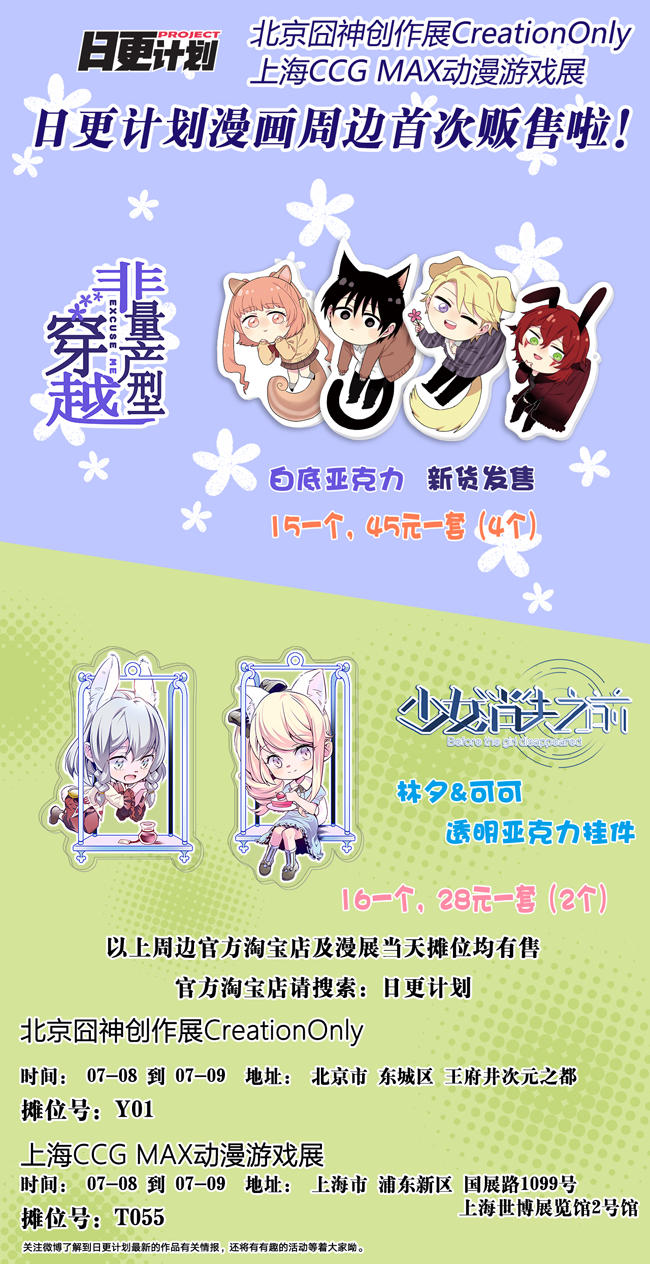 日更计划
PROJECT
北京囧神创作展CreationOnly
上海CCG MAX动漫游戏展
日更计划漫画周边首次贩售啦!
非量产型
EXCUSE ME
穿越
白底亚克力 新货发售
15一个, 45元一套 (4个)
少女消失之前
Before the girl disappeared
林夕&可可
透明亚克力挂件
16一个, 28元一套 (2个)
以上周边官方淘宝店及漫展当天摊位均有售
官方淘宝店请搜索: 日更计划
北京囧神创作展CreationOnly
时间: 07-08 到 07-09 地址: 北京市 东城区 王府井次元之都
摊位号: Y01
上海CCG MAX动漫游戏展
时间: 07-08 到 07-09 地址: 上海市 浦东新区 国展路1099号
上海世博展览馆2号馆
摊位号: T055
关注微博了解到日更计划最新的作品有关情报, 还将有有趣的活动等着大家呦。